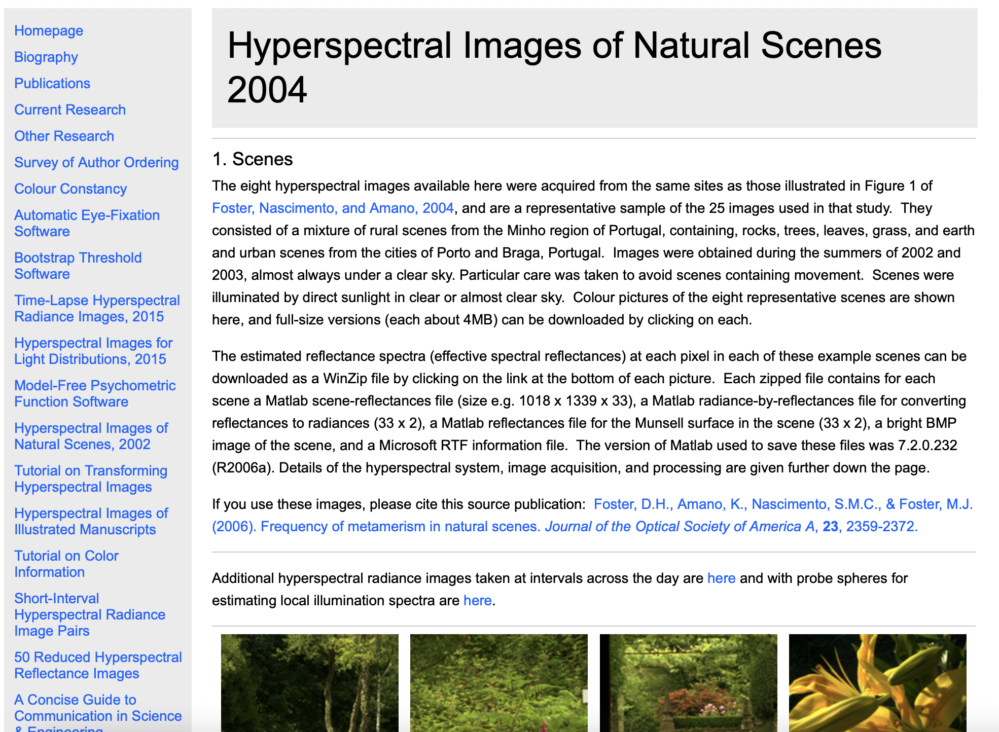 Homepage
Biography
Publications
Current Research
Other Research
Survey of Author Ordering
Colour Constancy
Automatic Eye-Fixation
Software
Bootstrap Threshold
Software
Time-Lapse Hyperspectral
Radiance Images, 2015
Hyperspectral Images for
Light Distributions, 2015
Model-Free Psychometric
Function Software
Hyperspectral Images of
Natural Scenes, 2002
Tutorial on Transforming
Hyperspectral Images
Hyperspectral Images of
Illustrated Manuscripts
Tutorial on Color
Information
Short-Interval
Hyperspectral Radiance
Image Pairs
50 Reduced Hyperspectral
Reflectance Images
A Concise Guide to
Communication in Science
& Engineering
Hyperspectral Images of Natural Scenes
2004
1. Scenes
The eight hyperspectral images available here were acquired from the same sites as those illustrated in Figure 1 of
Foster, Nascimento, and Amano, 2004, and are a representative sample of the 25 images used in that study.  They
consisted of a mixture of rural scenes from the Minho region of Portugal, containing, rocks, trees, leaves, grass, and earth
and urban scenes from the cities of Porto and Braga, Portugal.  Images were obtained during the summers of 2002 and
2003, almost always under a clear sky. Particular care was taken to avoid scenes containing movement.  Scenes were
illuminated by direct sunlight in clear or almost clear sky.  Colour pictures of the eight representative scenes are shown
here, and full-size versions (each about 4MB) can be downloaded by clicking on each.
The estimated reflectance spectra (effective spectral reflectances) at each pixel in each of these example scenes can be
downloaded as a WinZip file by clicking on the link at the bottom of each picture.  Each zipped file contains for each
scene a Matlab scene-reflectances file (size e.g. 1018 x 1339 x 33), a Matlab radiance-by-reflectances file for converting
reflectances to radiances (33 x 2), a Matlab reflectances file for the Munsell surface in the scene (33 x 2), a bright BMP
image of the scene, and a Microsoft RTF information file.  The version of Matlab used to save these files was 7.2.0.232
(R2006a). Details of the hyperspectral system, image acquisition, and processing are given further down the page.
If you use these images, please cite this source publication:  Foster, D.H., Amano, K., Nascimento, S.M.C., & Foster, M.J.
(2006). Frequency of metamerism in natural scenes. Journal of the Optical Society of America A, 23, 2359-2372.
Additional hyperspectral radiance images taken at intervals across the day are here and with probe spheres for
estimating local illumination spectra are here.